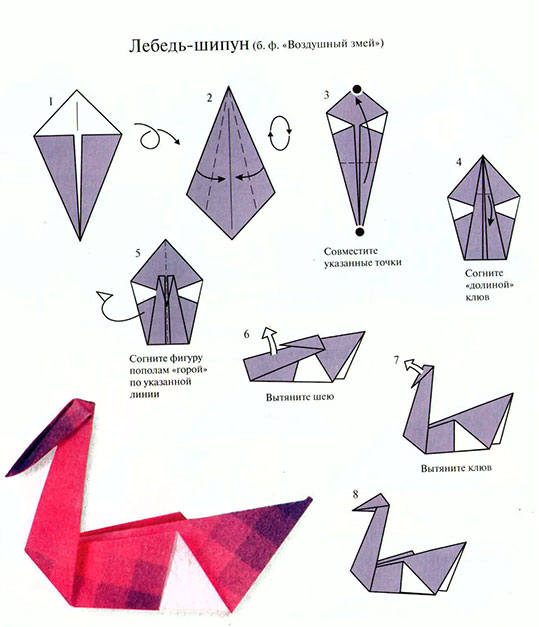 Лебедь-шипун (б. ф. «Воздушный змей»)
1
2
3
4
Совместите
указанные точки
Согните
«долиной»
клюв
5
Согните фигуру
пополам «горой»
по указанной
линии
6
Вытяните шею
7
Вытяните клюв
8